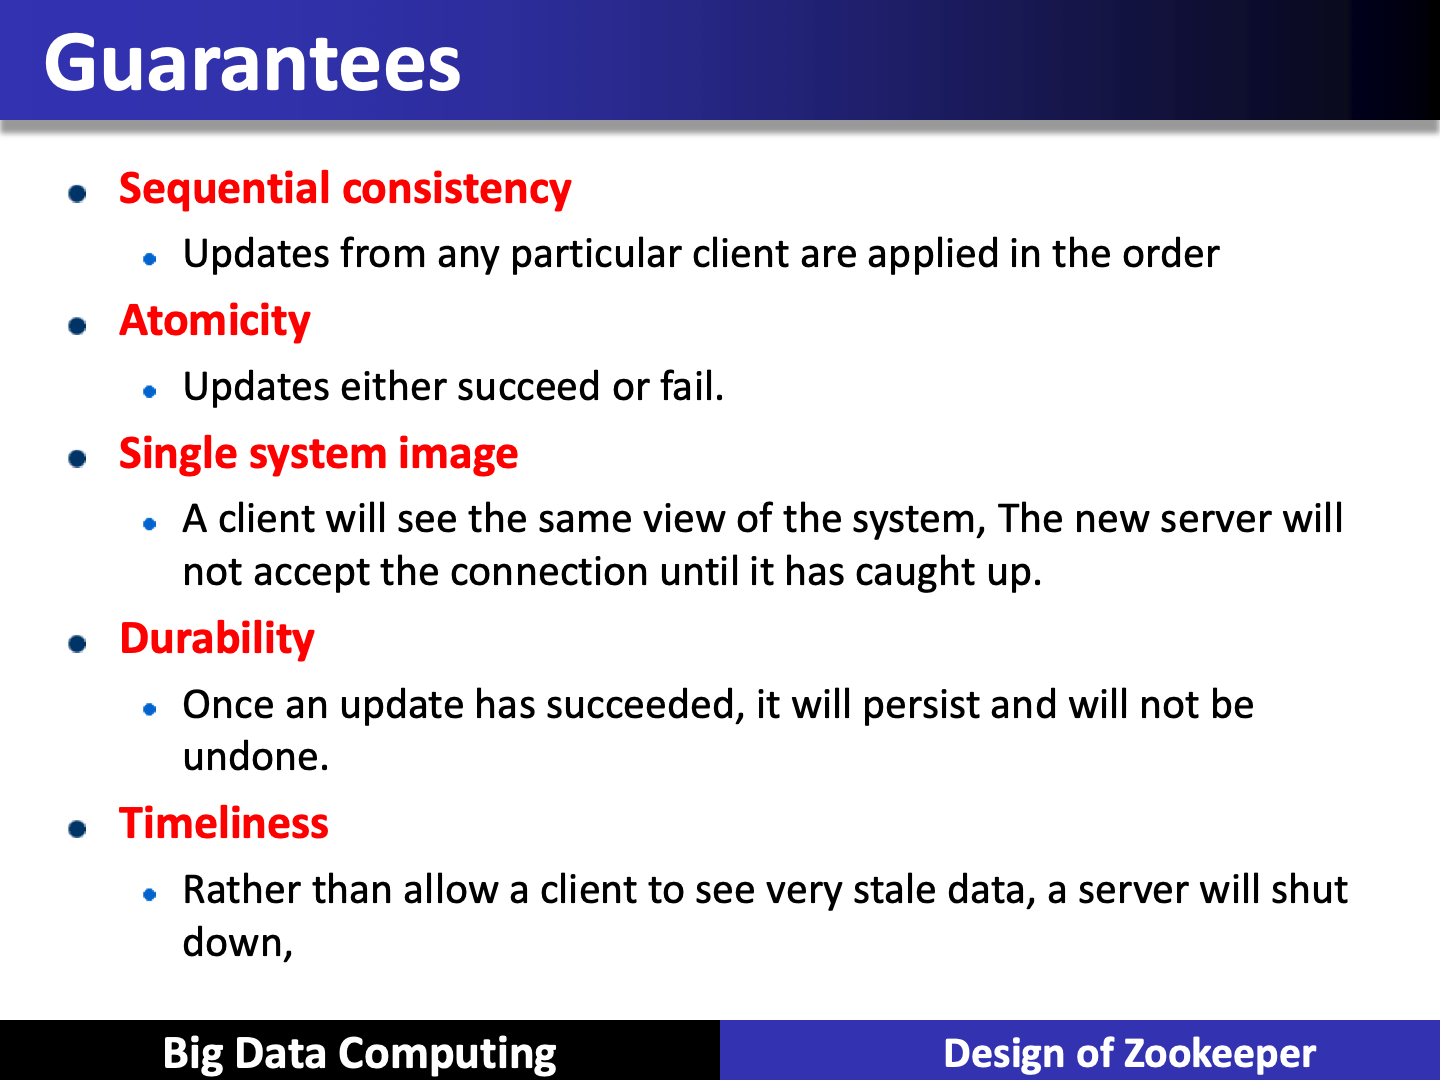 Guarantees
Sequential consistency
Updates from any particular client are applied in the order
Atomicity
Updates either succeed or fail.
Single system image
A client will see the same view of the system, The new server will
not accept the connection until it has caught up.
Durability
Once an update has succeeded, it will persist and will not be
undone.
Timeliness
Rather than allow a client to see very stale data, a server will shut
down,
Big Data Computing
Design of Zookeeper